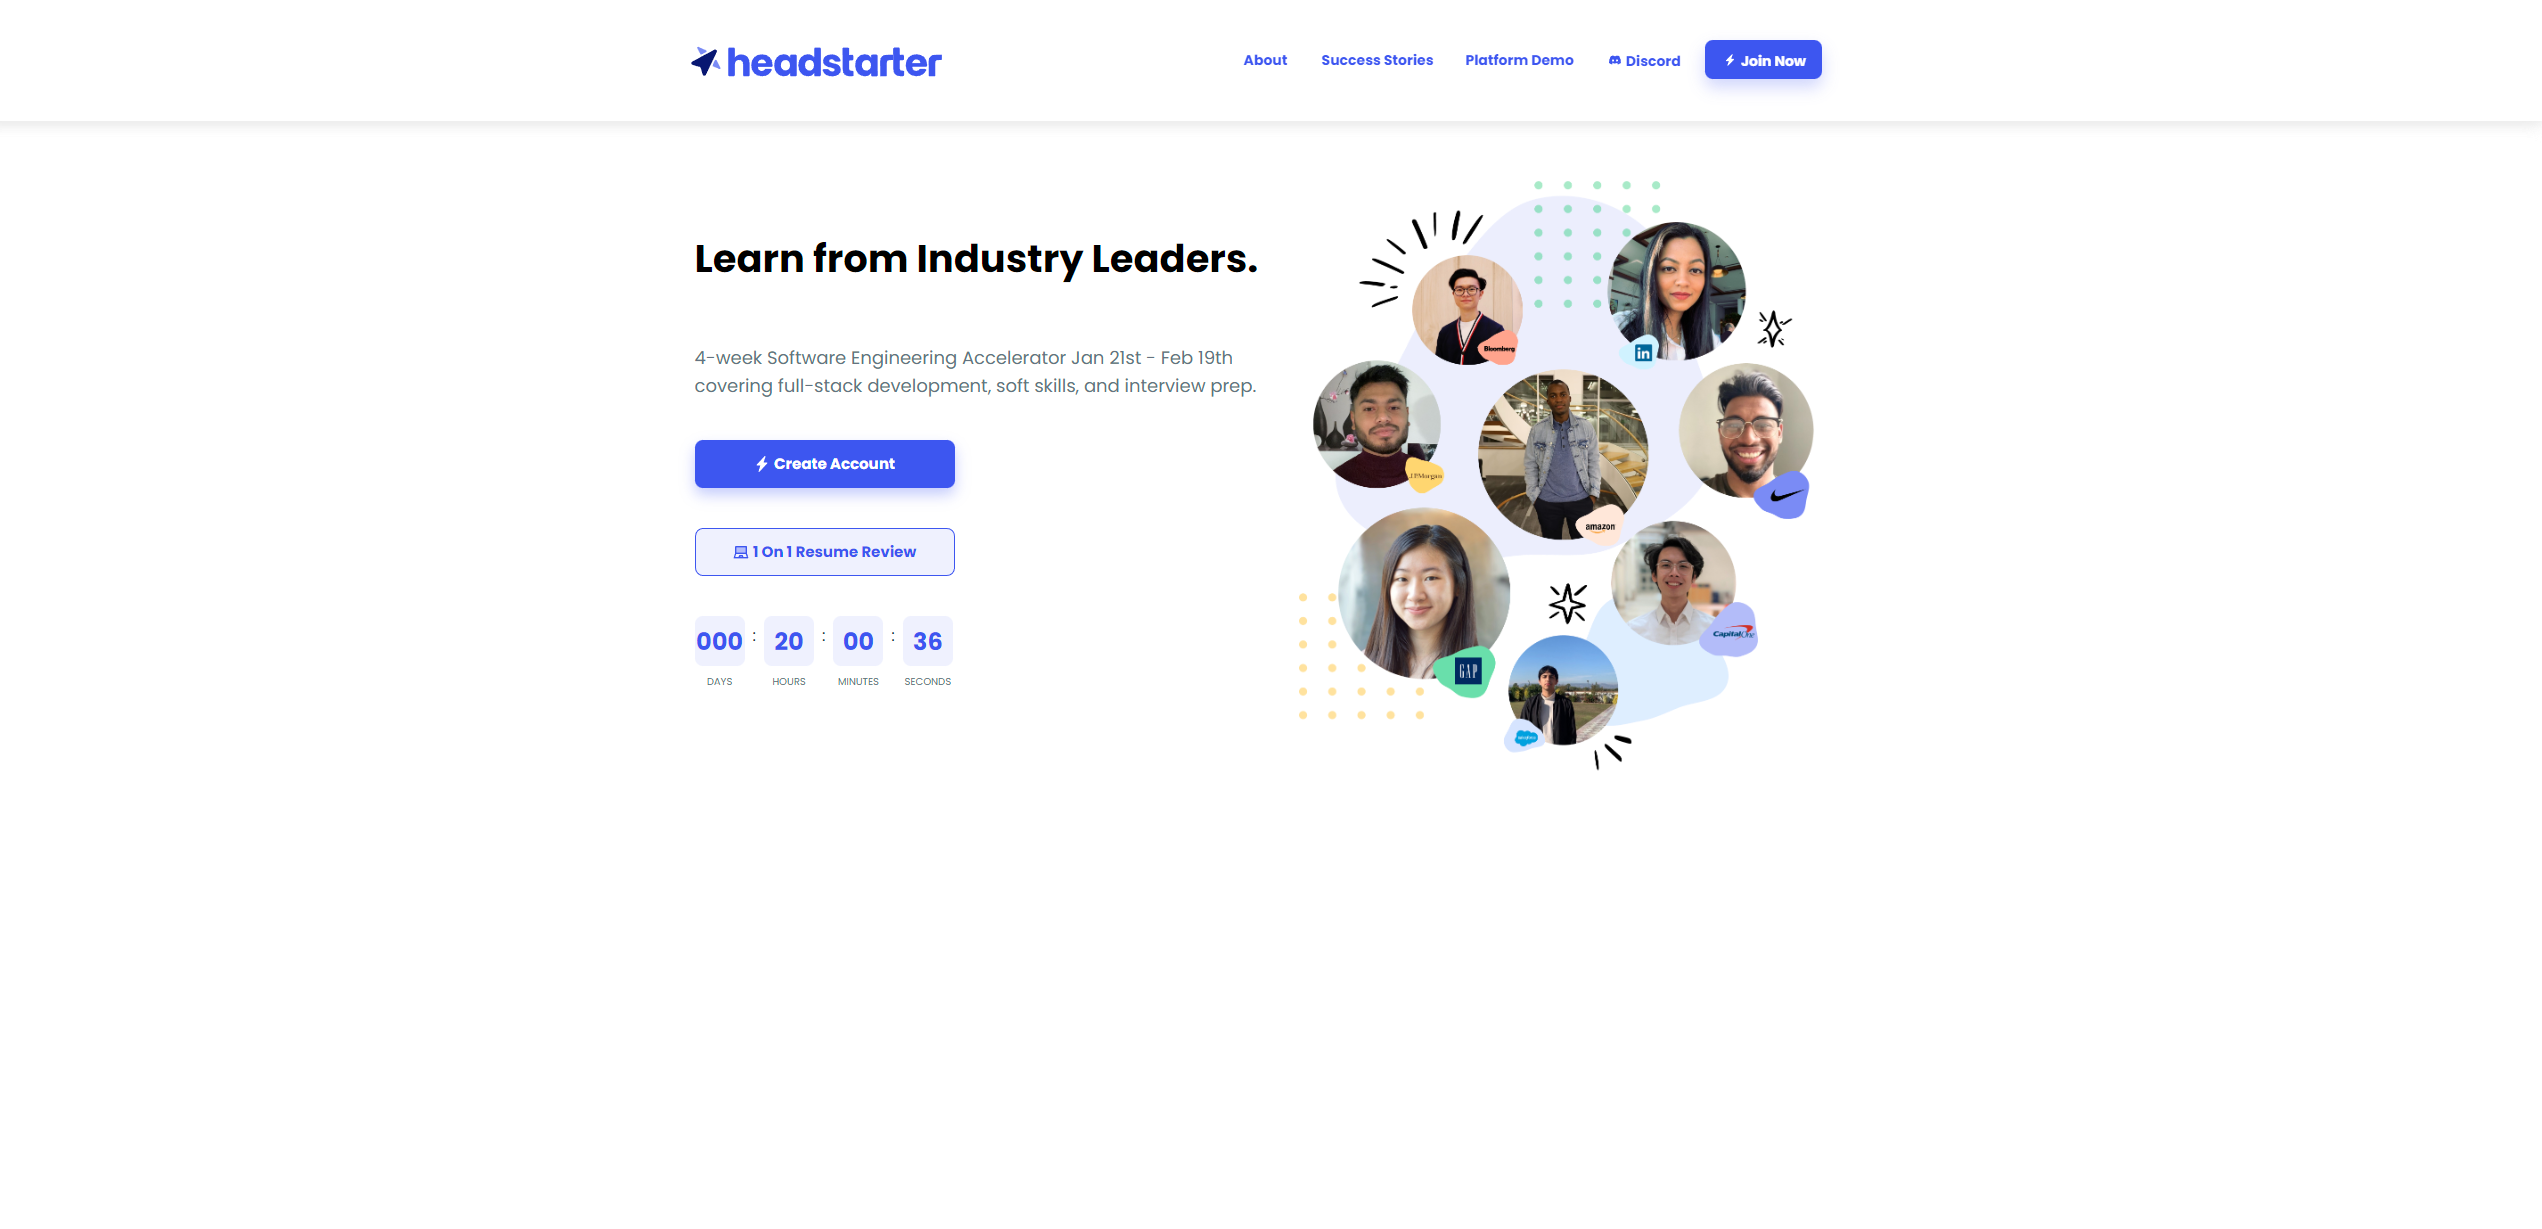 headstarter
About
Success Stories
Platform Demo
Discord
Join Now
Learn from Industry Leaders.
4-week Software Engineering Accelerator Jan 21st - Feb 19th
covering full-stack development, soft skills, and interview prep.
Create Account
1 On 1 Resume Review
000 : 20 : 00 : 36
DAYS HOURS MINUTES SECONDS
Bloomberg
in
J.P.Morgan
amazon
GAP
Capital One
salesforce